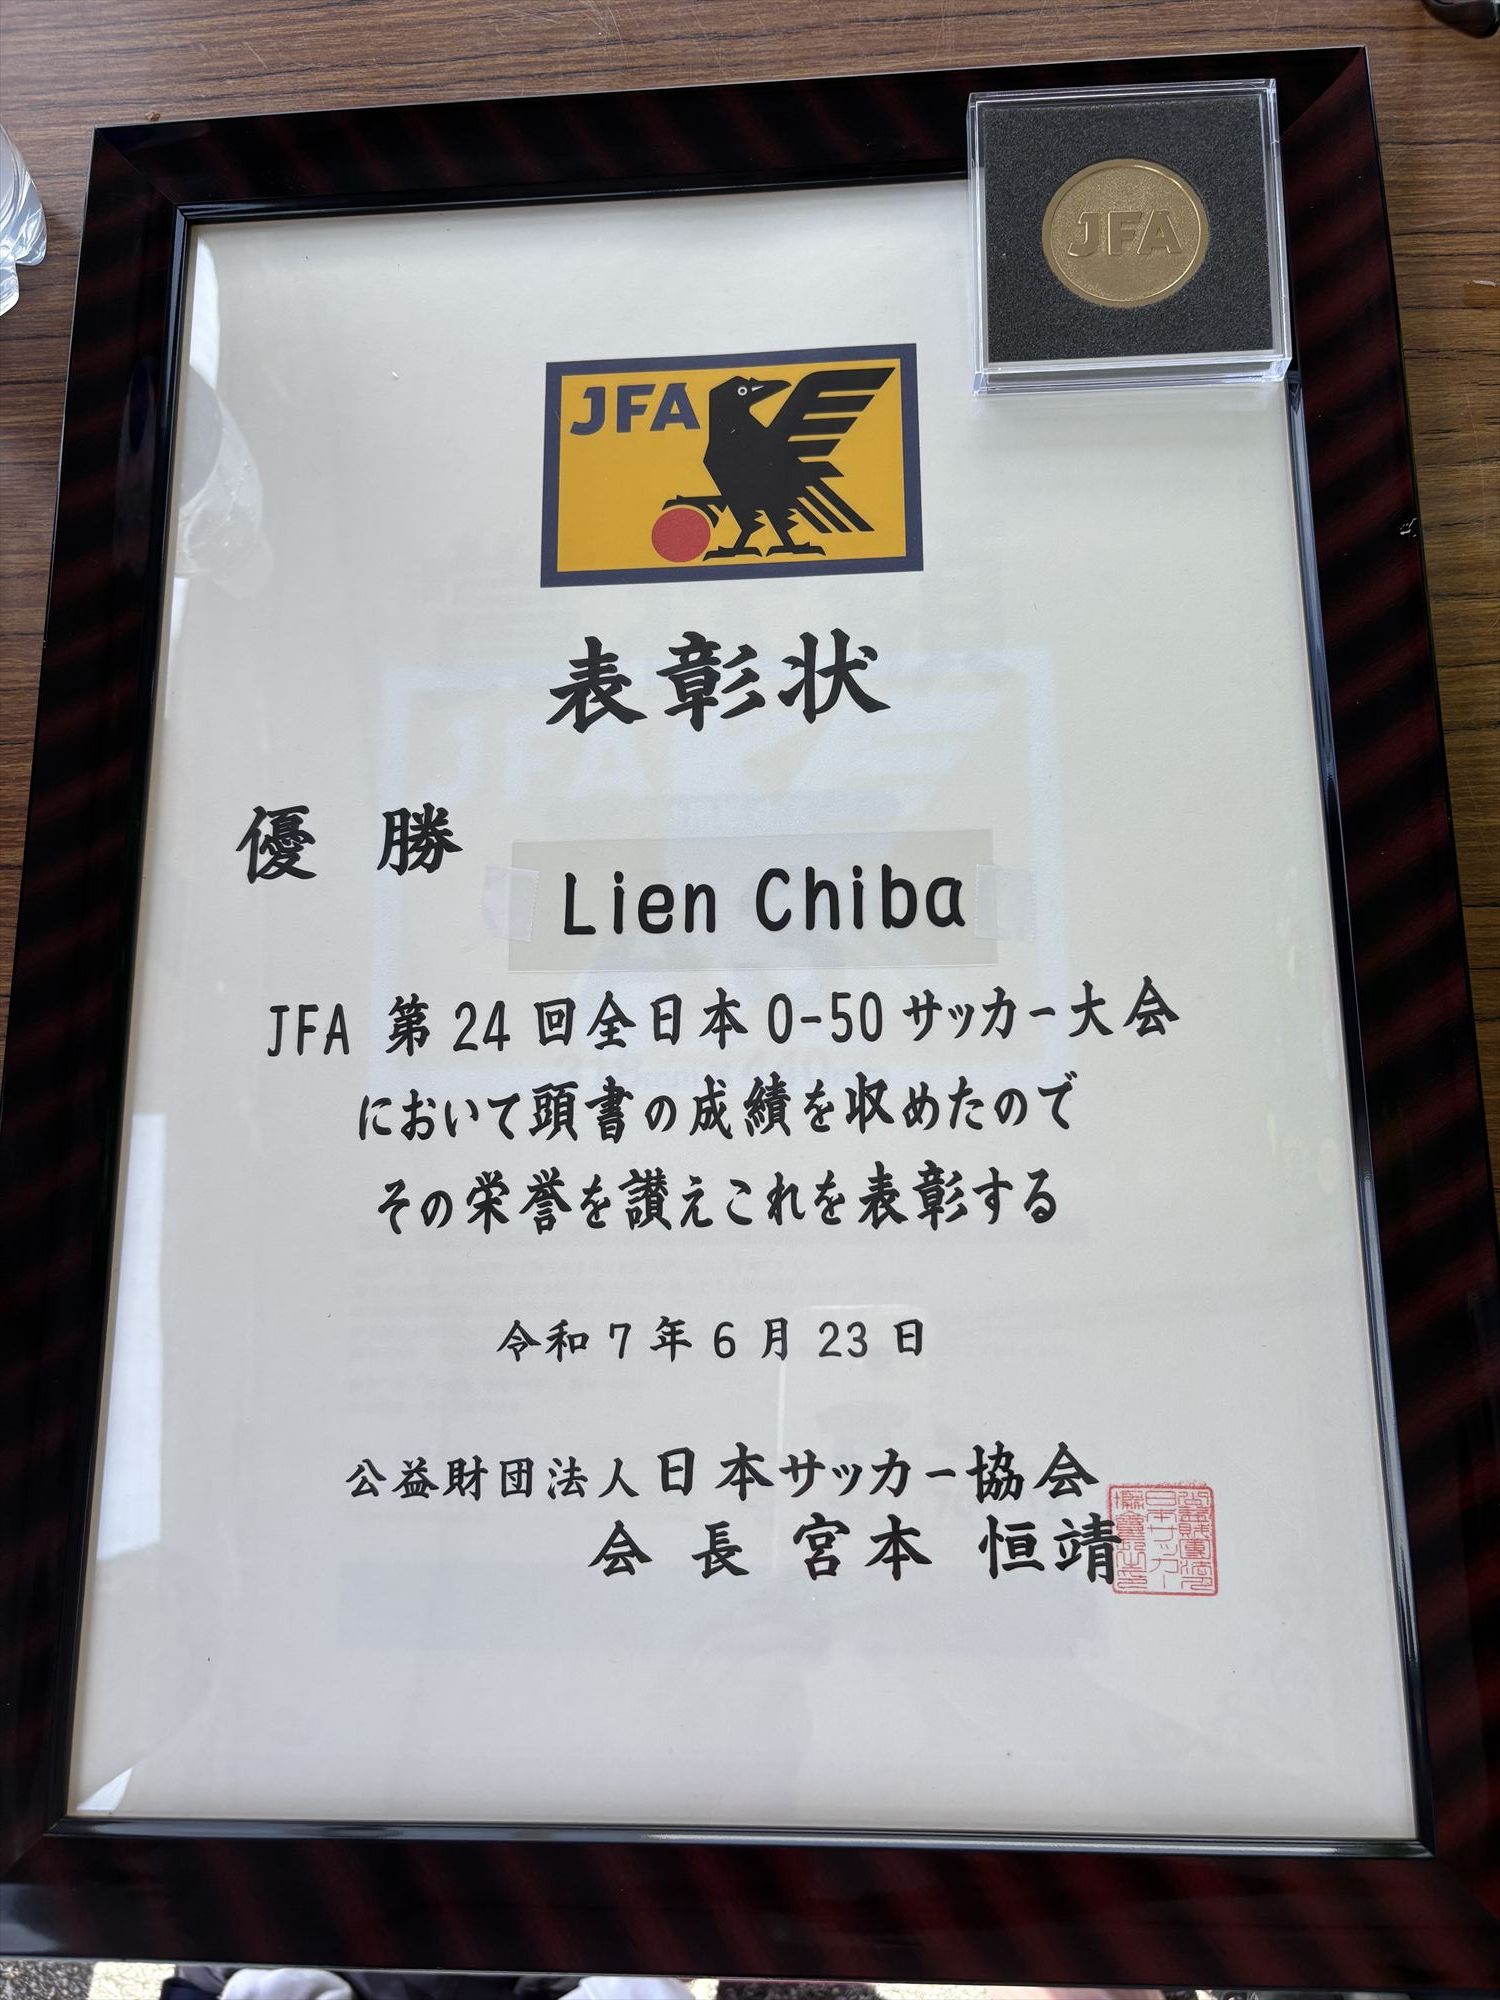 JFA
JFA
表彰状
優勝
Lien Chiba
JFA 第24回全日本O-50サッカー大会
において頭書の成績を収めたので
その栄誉を讃えこれを表彰する
令和7年6月23日
公益財団法人日本サッカー協会
会長 宮本 恒靖